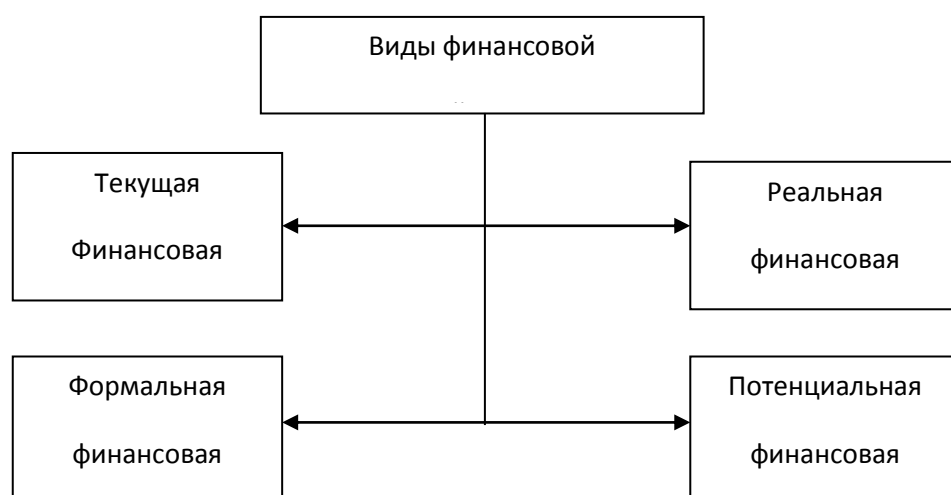 Виды финансовой
Текущая
Финансовая
Реальная
финансовая
Формальная
финансовая
Потенциальная
финансовая